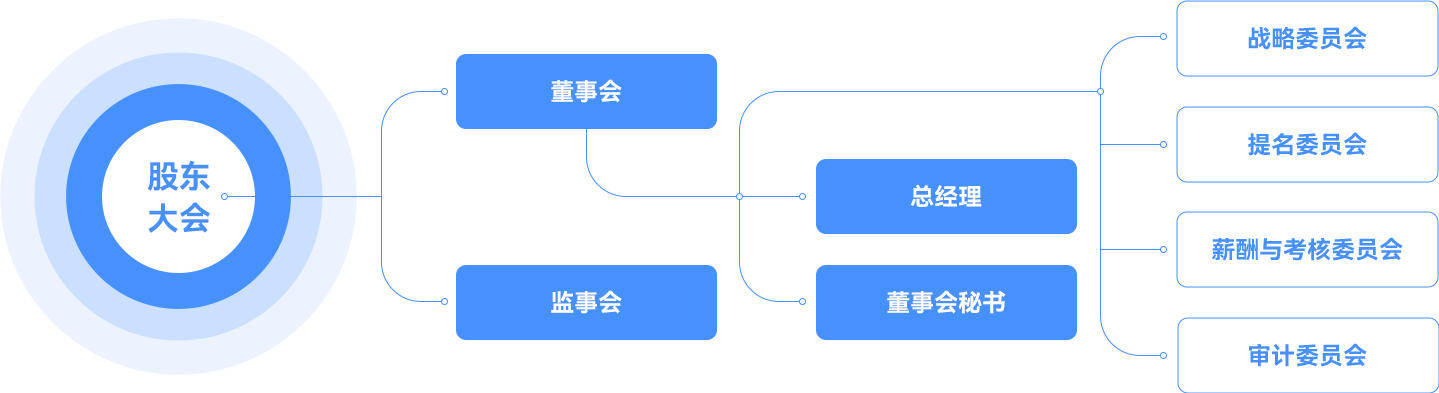 股东
大会
董事会
监事会
总经理
董事会秘书
战略委员会
提名委员会
薪酬与考核委员会
审计委员会